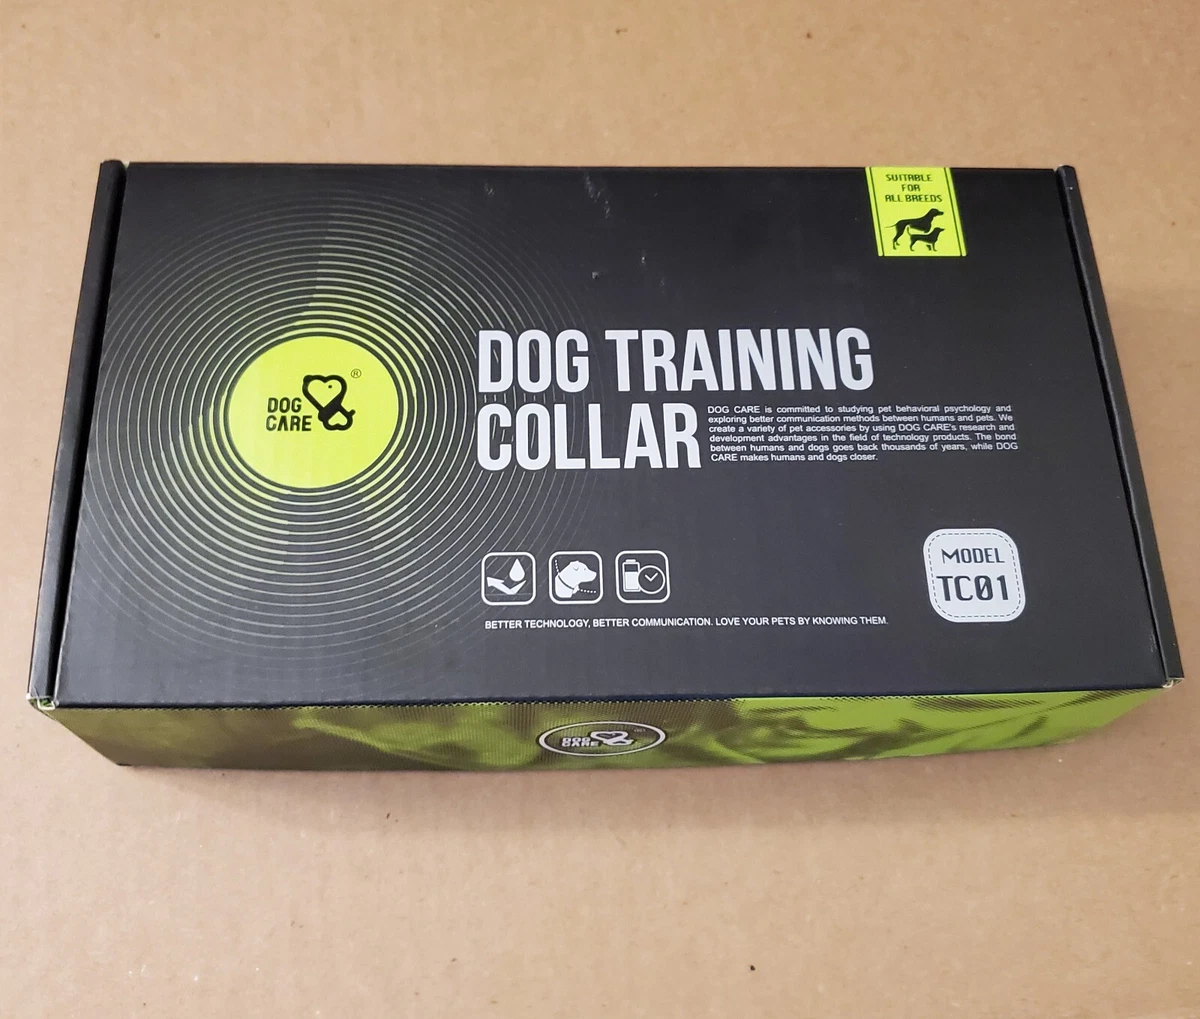 SUITABLE
FOR
ALL BREEDS
DOG
CARE
®
DOG TRAINING
COLLAR
DOG CARE is committed to studying pet behavioral psychology and
exploring better communication methods between humans and pets. We
create a variety of pet accessories by using DOG CARE's research and
development advantages in the field of technology products. The bond
between humans and dogs goes back thousands of years, while DOG
CARE makes humans and dogs closer.
MODEL
TC01
BETTER TECHNOLOGY, BETTER COMMUNICATION. LOVE YOUR PETS BY KNOWING THEM.
DOG
CARE
®